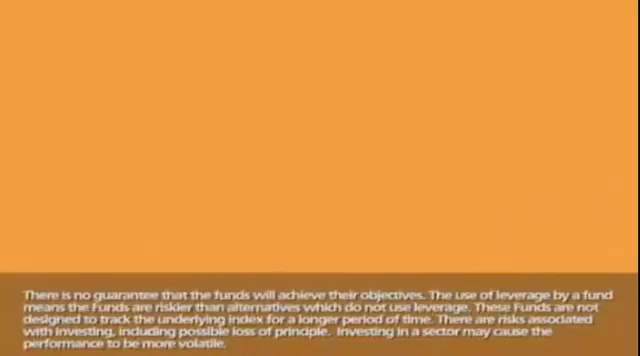 There is no guarantee that the funds will achieve their objectives. The use of leverage by a fund
means the Funds are riskier than alternatives which do not use leverage. These Funds are not
designed to track the underlying index for a longer period of time. There are risks associated
with investing, including possible loss of principle. Investing in a sector may cause the
performance to be more volatile.